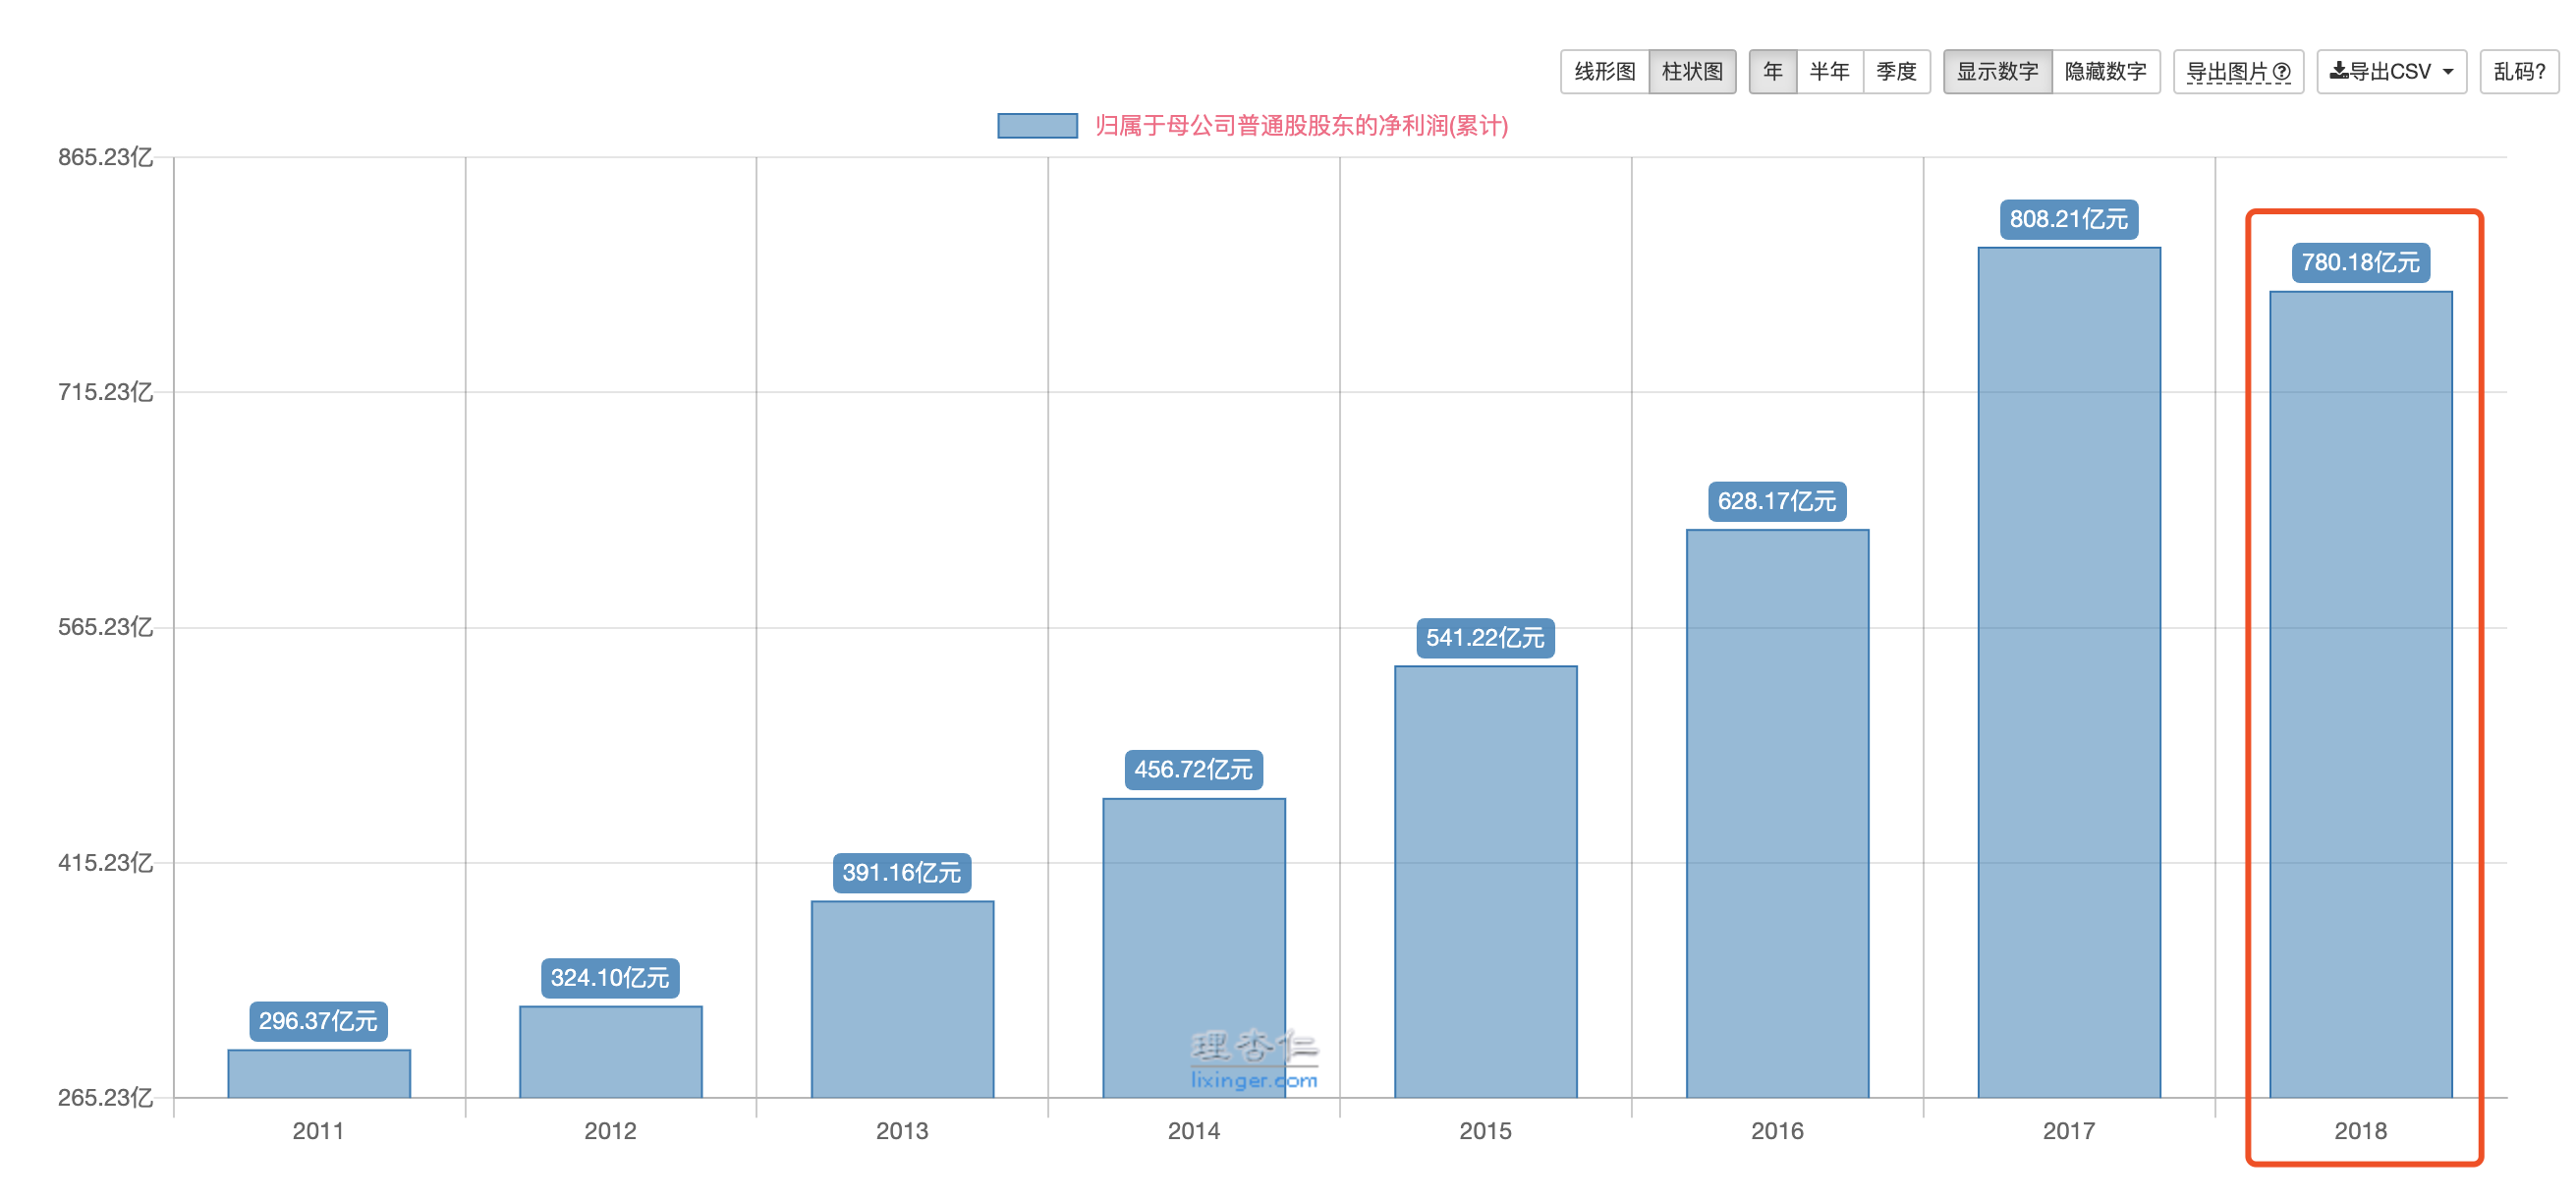 线形图 柱状图 年 半年 季度 显示数字 隐藏数字 导出图片 导出CSV 乱码?
归属于母公司普通股股东的净利润(累计)
865.23亿
808.21亿元
780.18亿元
715.23亿
628.17亿元
565.23亿
541.22亿元
456.72亿元
415.23亿
391.16亿元
324.10亿元
296.37亿元
理杏仁
lixinger.com
265.23亿
2011 2012 2013 2014 2015 2016 2017 2018